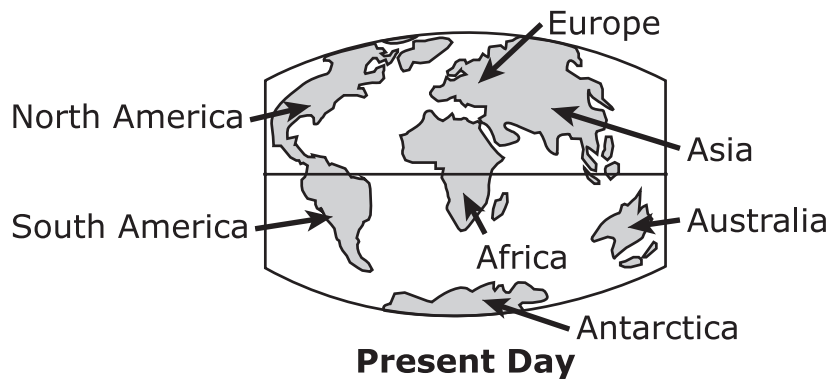 Europe
North America
Asia
South America
Australia
Africa
Antarctica
Present Day